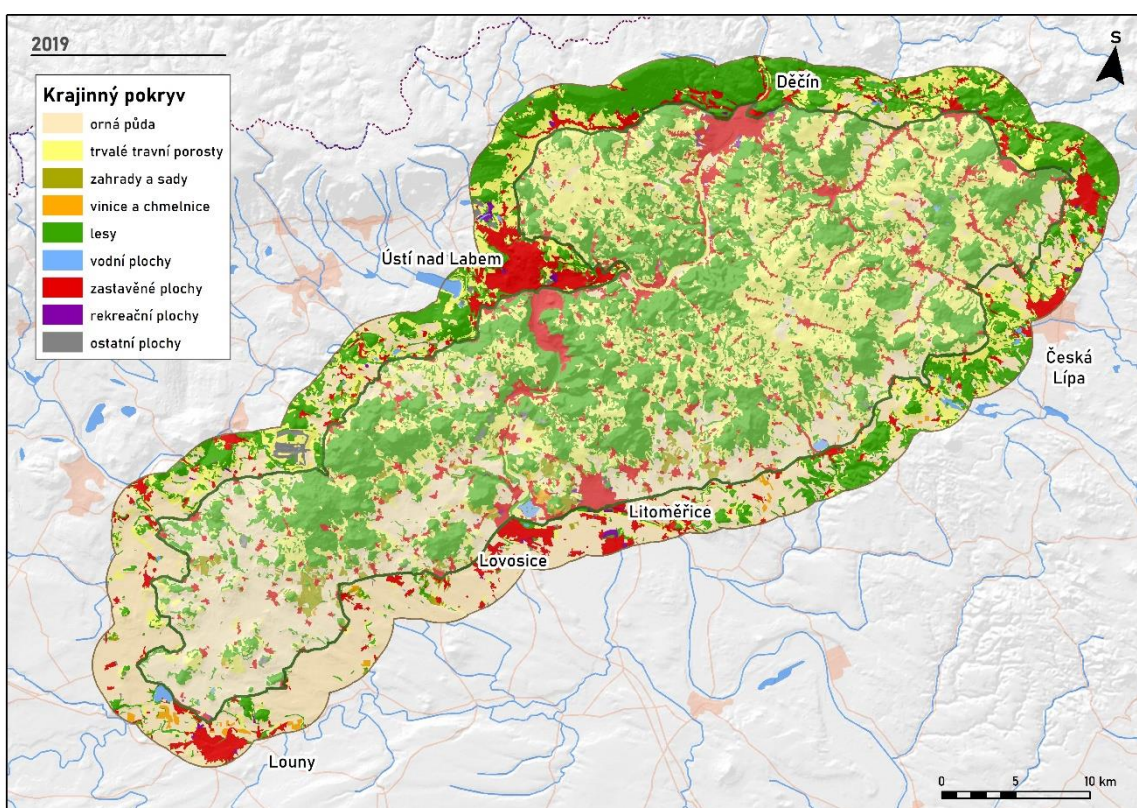 2019
Krajinný pokryv
orná půda
trvalé travní porosty
zahrady a sady
vinice a chmelnice
lesy
vodní plochy
zastavěné plochy
rekreační plochy
ostatní plochy
S
Děčín
Ústí nad Labem
Česká
Lípa
Litoměřice
Lovosice
Louny
0 5 10 km